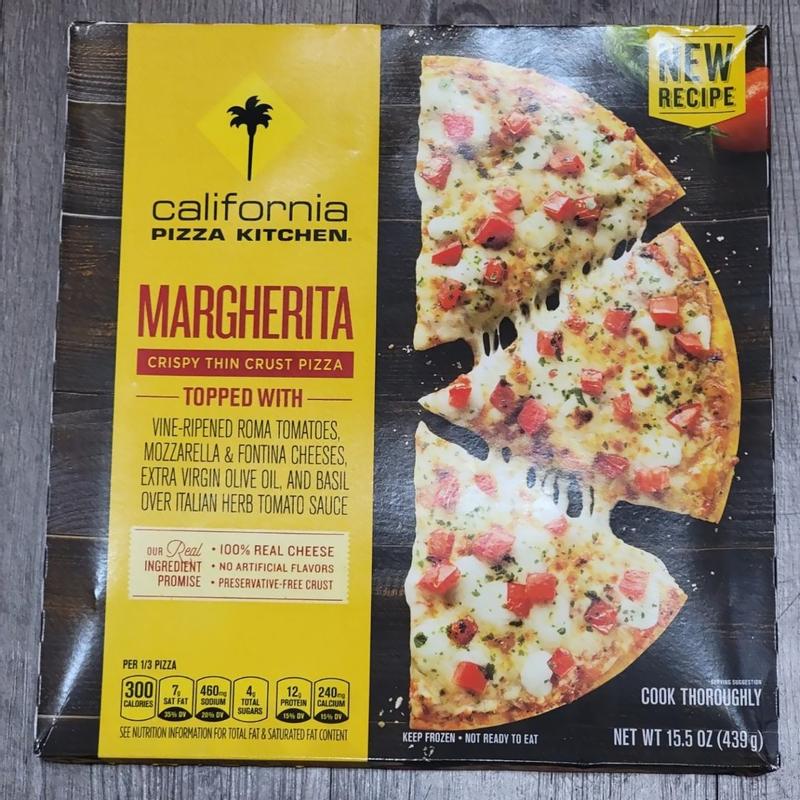 california
PIZZA KITCHEN®
MARGHERITA
CRISPY THIN CRUST PIZZA
TOPPED WITH
VINE-RIPENED ROMA TOMATOES,
MOZZARELLA & FONTINA CHEESES,
EXTRA VIRGIN OLIVE OIL, AND BASIL
OVER ITALIAN HERB TOMATO SAUCE
OUR Real
INGREDIENT
PROMISE
• 100% REAL CHEESE
• NO ARTIFICIAL FLAVORS
• PRESERVATIVE-FREE CRUST
PER 1/3 PIZZA
300
CALORIES
7g
SAT FAT
35% DV
460mg
SODIUM
20% DV
4g
TOTAL
SUGARS
12g
PROTEIN
15% DV
240mg
CALCIUM
15% DV
SEE NUTRITION INFORMATION FOR TOTAL FAT & SATURATED FAT CONTENT
NEW
RECIPE
SERVING SUGGESTION
COOK THOROUGHLY
KEEP FROZEN • NOT READY TO EAT
NET WT 15.5 OZ (439g)